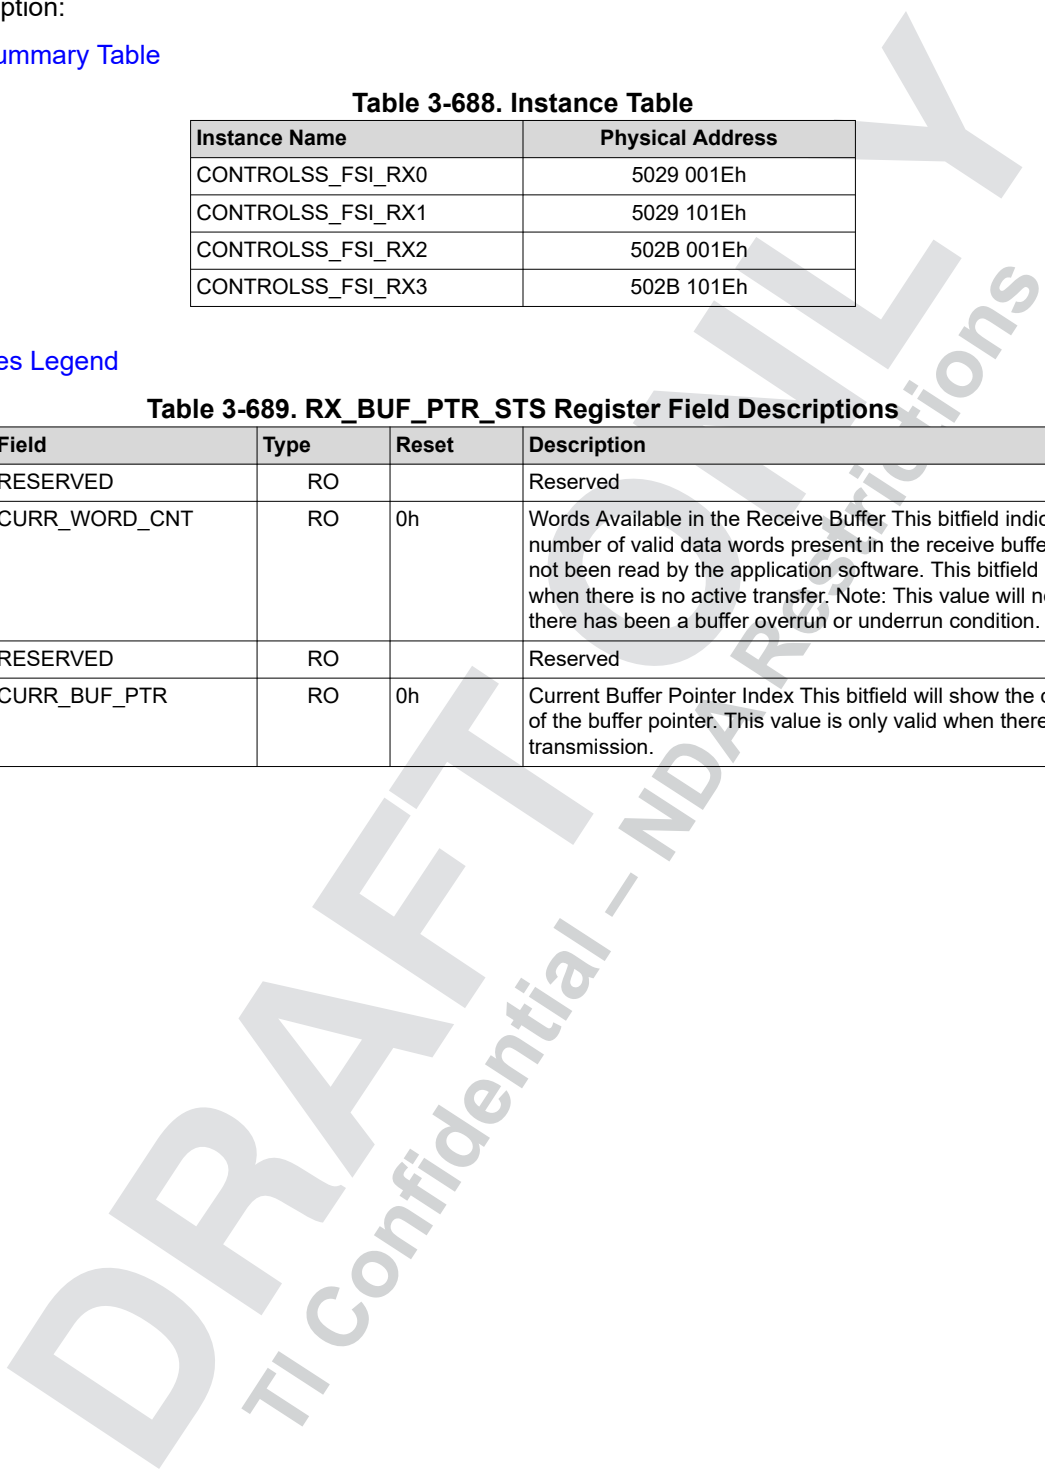 ption:
ummary Table
Table 3-688. Instance Table
Instance Name Physical Address
CONTROLSS_FSI_RX0 5029 001Eh
CONTROLSS_FSI_RX1 5029 101Eh
CONTROLSS_FSI_RX2 502B 001Eh
CONTROLSS_FSI_RX3 502B 101Eh
es Legend
Table 3-689. RX_BUF_PTR_STS Register Field Descriptions
Field Type Reset Description
RESERVED RO Reserved
CURR_WORD_CNT RO 0h Words Available in the Receive Buffer This bitfield indic
number of valid data words present in the receive buffe
not been read by the application software. This bitfield
when there is no active transfer. Note: This value will n
there has been a buffer overrun or underrun condition.
RESERVED RO Reserved
CURR_BUF_PTR RO 0h Current Buffer Pointer Index This bitfield will show the
of the buffer pointer. This value is only valid when there
transmission.
DRAFT ONLY
TI Confidential – NDA Restrictions